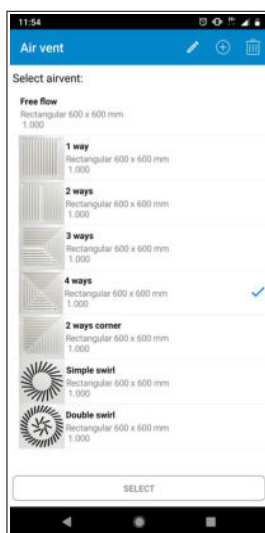 11:54
Air vent
Select airvent:
Free flow
Rectangular 600 x 600 mm
1.000
1 way
Rectangular 600 x 600 mm
1.000
2 ways
Rectangular 600 x 600 mm
1.000
3 ways
Rectangular 600 x 600 mm
1.000
4 ways
Rectangular 600 x 600 mm
1.000
2 ways corner
Rectangular 600 x 600 mm
1.000
Simple swirl
Rectangular 600 x 600 mm
1.000
Double swirl
Rectangular 600 x 600 mm
1.000
SELECT